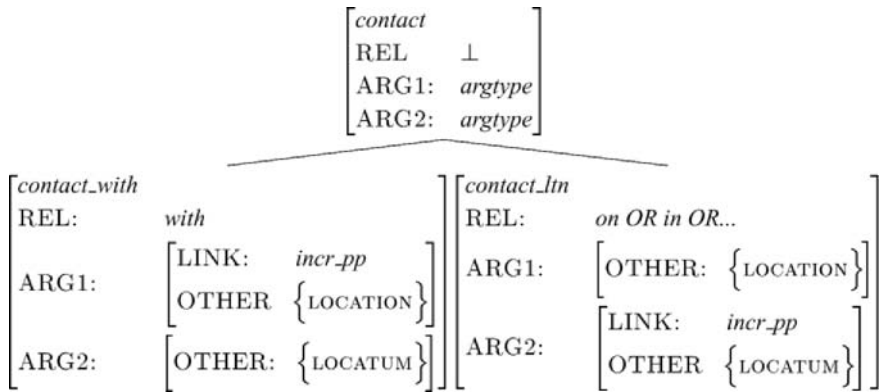 contact
REL ⊥
ARG1: argtype
ARG2: argtype
contact_with
REL: with
ARG1: [LINK: incr_pp
OTHER {LOCATION}]
ARG2: [OTHER: {LOCATUM}]
contact_ltn
REL: on OR in OR...
ARG1: [OTHER: {LOCATION}]
ARG2: [LINK: incr_pp
OTHER {LOCATUM}]